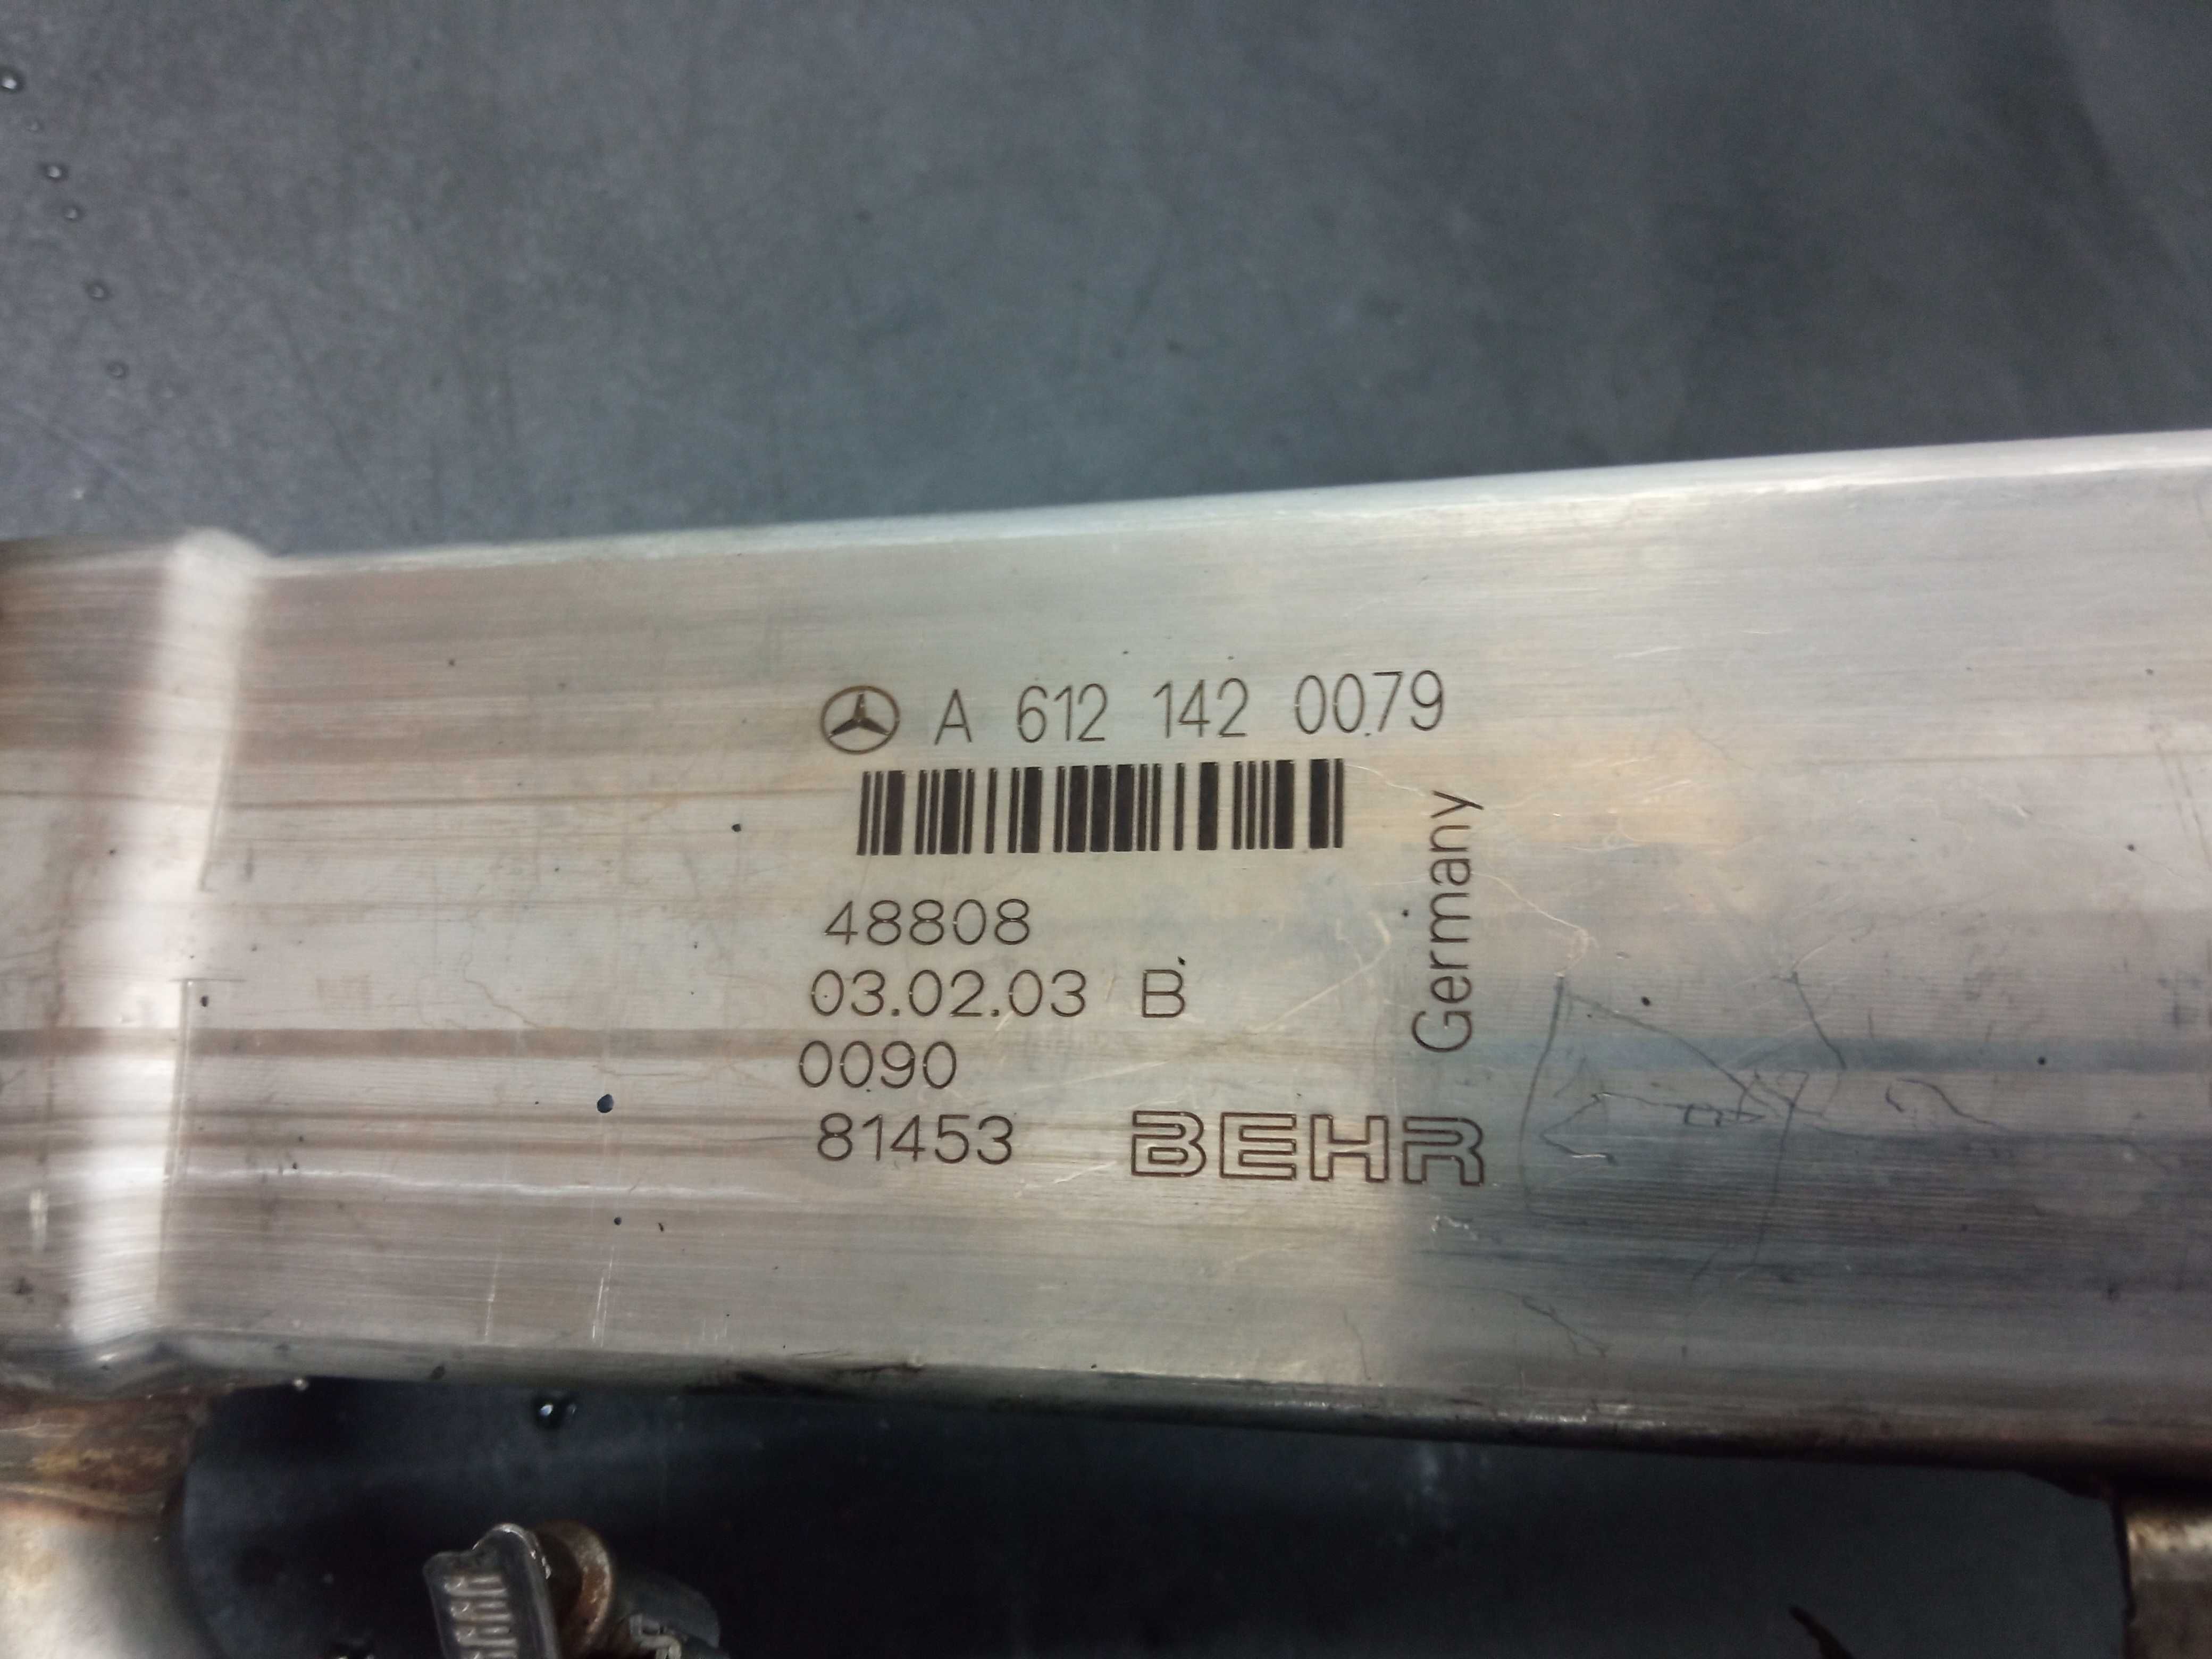 A 612 142 0079
48808
03.02.03 B
0090
81453
BEHR
Germany